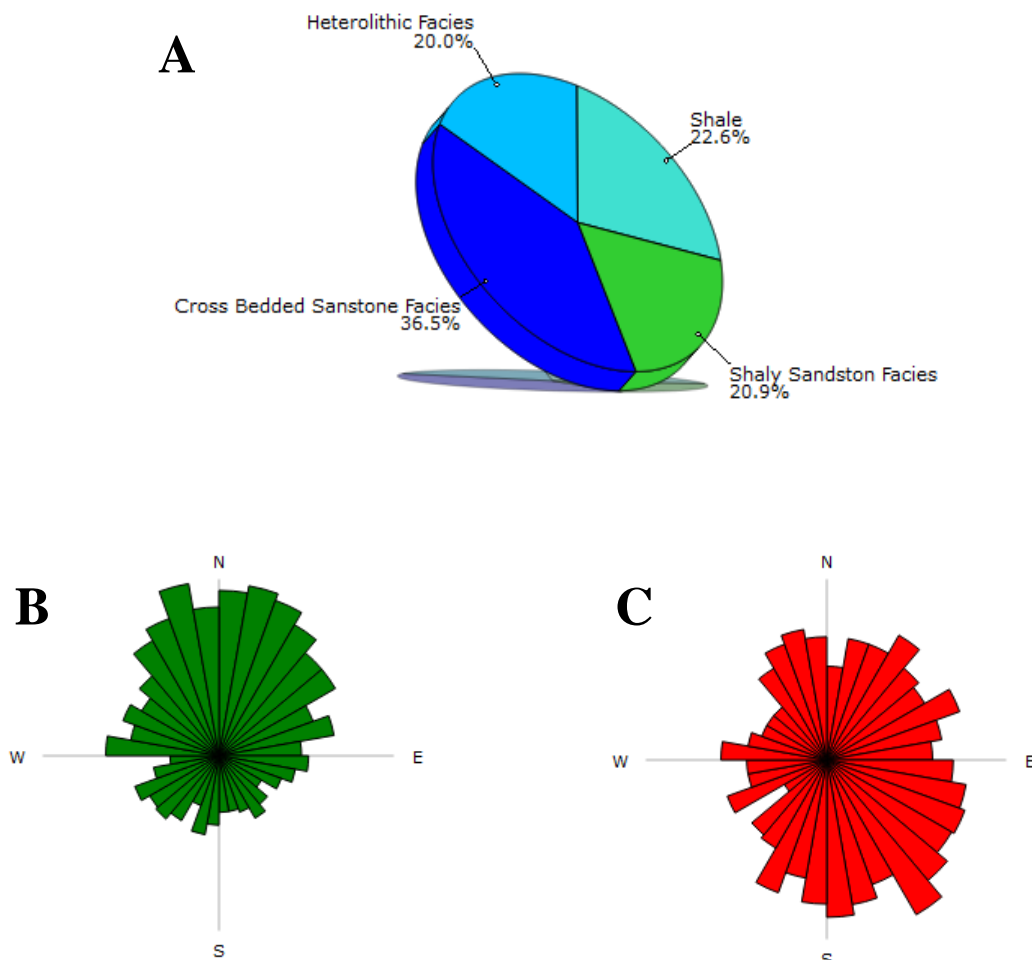 A
Heterolithic Facies
20.0%
Shale
22.6%
Cross Bedded Sanstone Facies
36.5%
Shaly Sandston Facies
20.9%
B
N
W
E
S
C
N
W
E
S